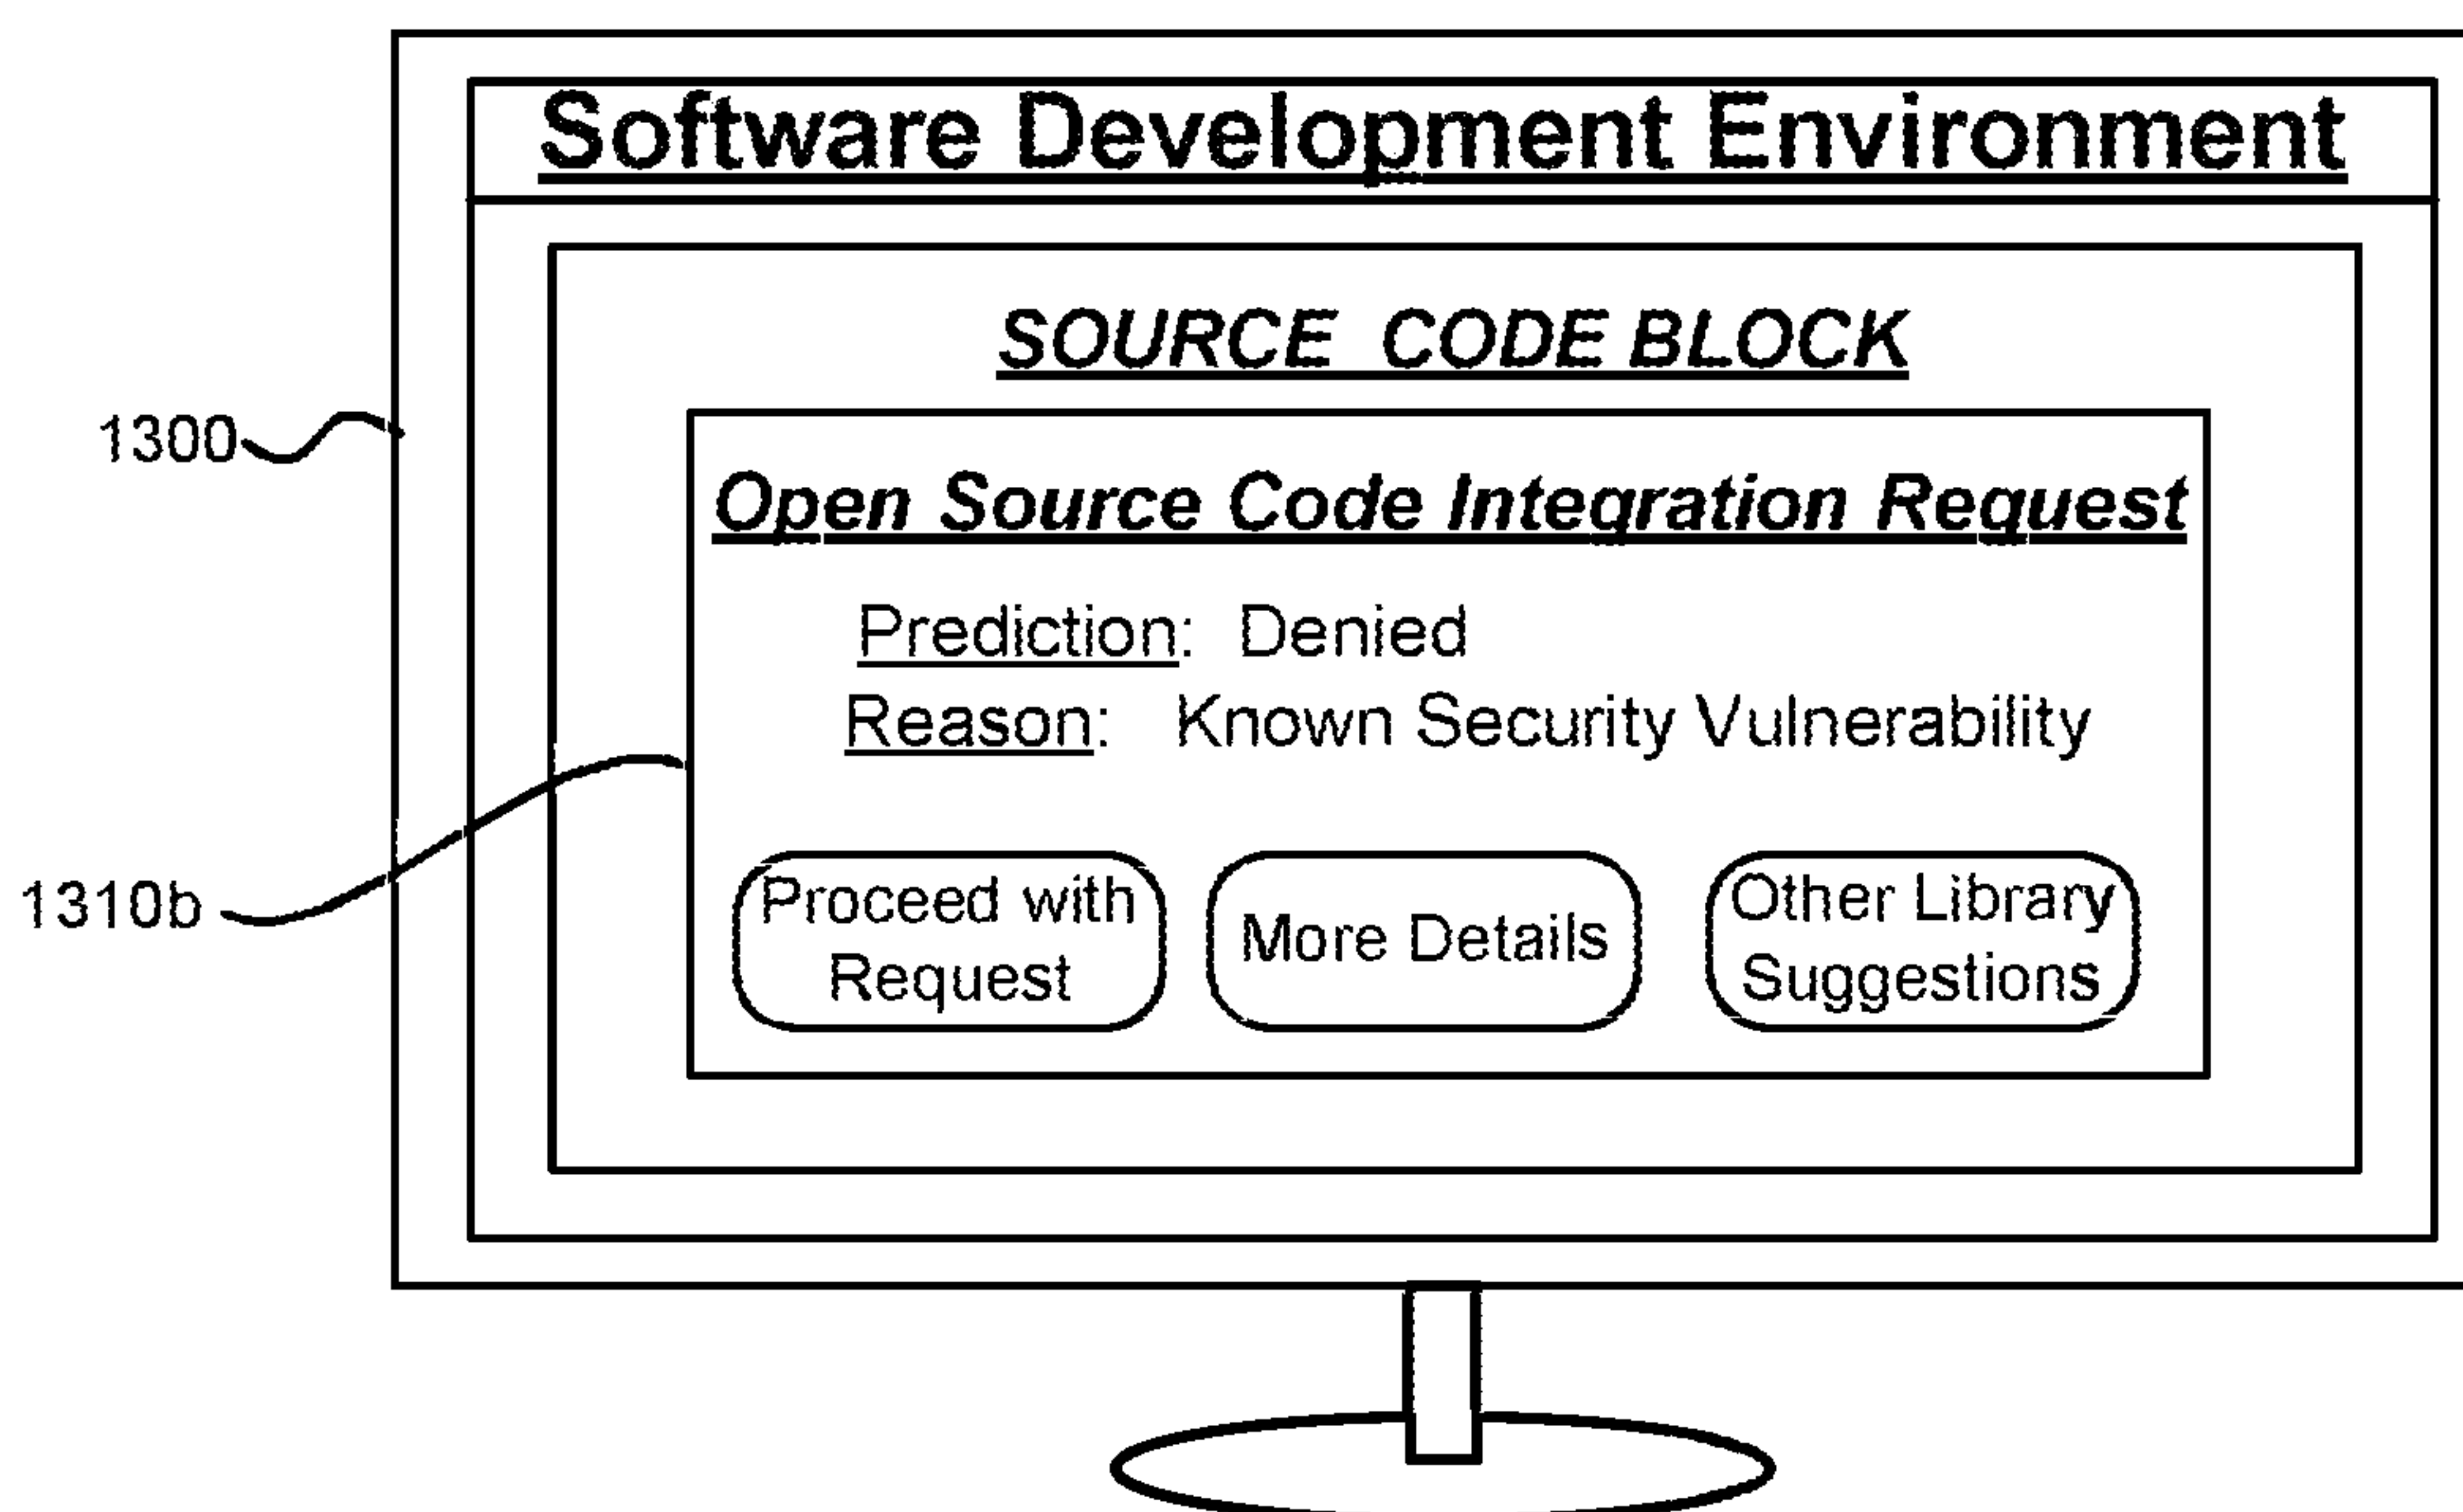 Software Development Environment
SOURCE CODE BLOCK
1300
Open Source Code Integration Request
Prediction: Denied
Reason: Known Security Vulnerability
1310b
Proceed with
Request
More Details
Other Library
Suggestions